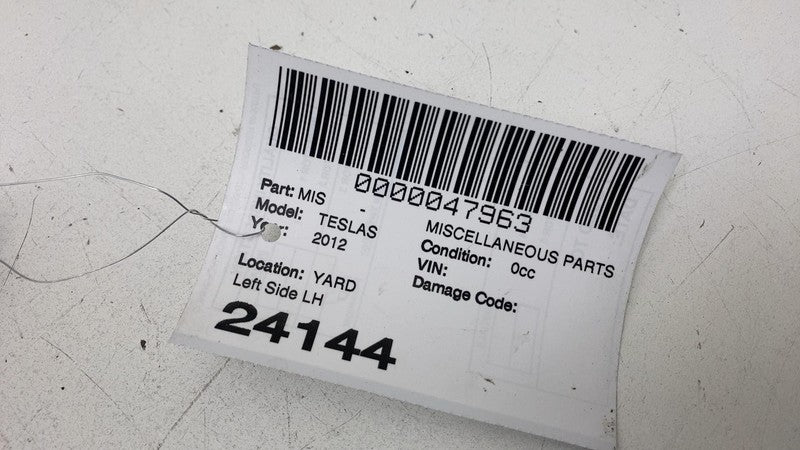 0000047963
Part: MIS - MISCELLANEOUS PARTS
Model: TESLAS Condition: 0cc
Year: 2012 VIN:
Damage Code:
Location: YARD
Left Side LH
24144